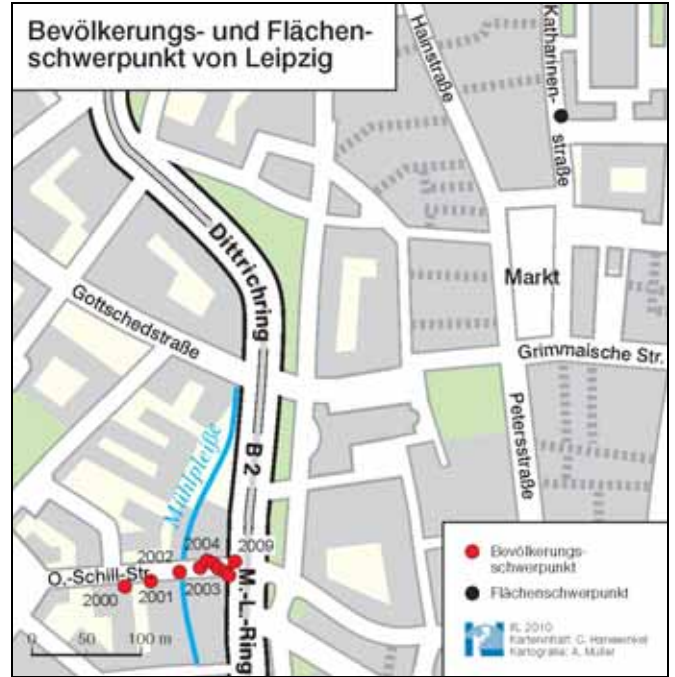 Bevölkerungs- und Flächen-
schwerpunkt von Leipzig
Hainstraße
Katharinen-
straße
Dittrichring
Markt
Gottschedstraße
Grimmaische Str.
Petersstraße
B 2
Mühlpleiße
2002
2004
2009
O.-Schill-Str.
2000
2001
2003
M.-L.-Ring
0 50 100 m
Bevölkerungs-
schwerpunkt
Flächenschwerpunkt
IfL 2010
Karteninhalt: C. Hanewinkel
Kartografie: A. Müller